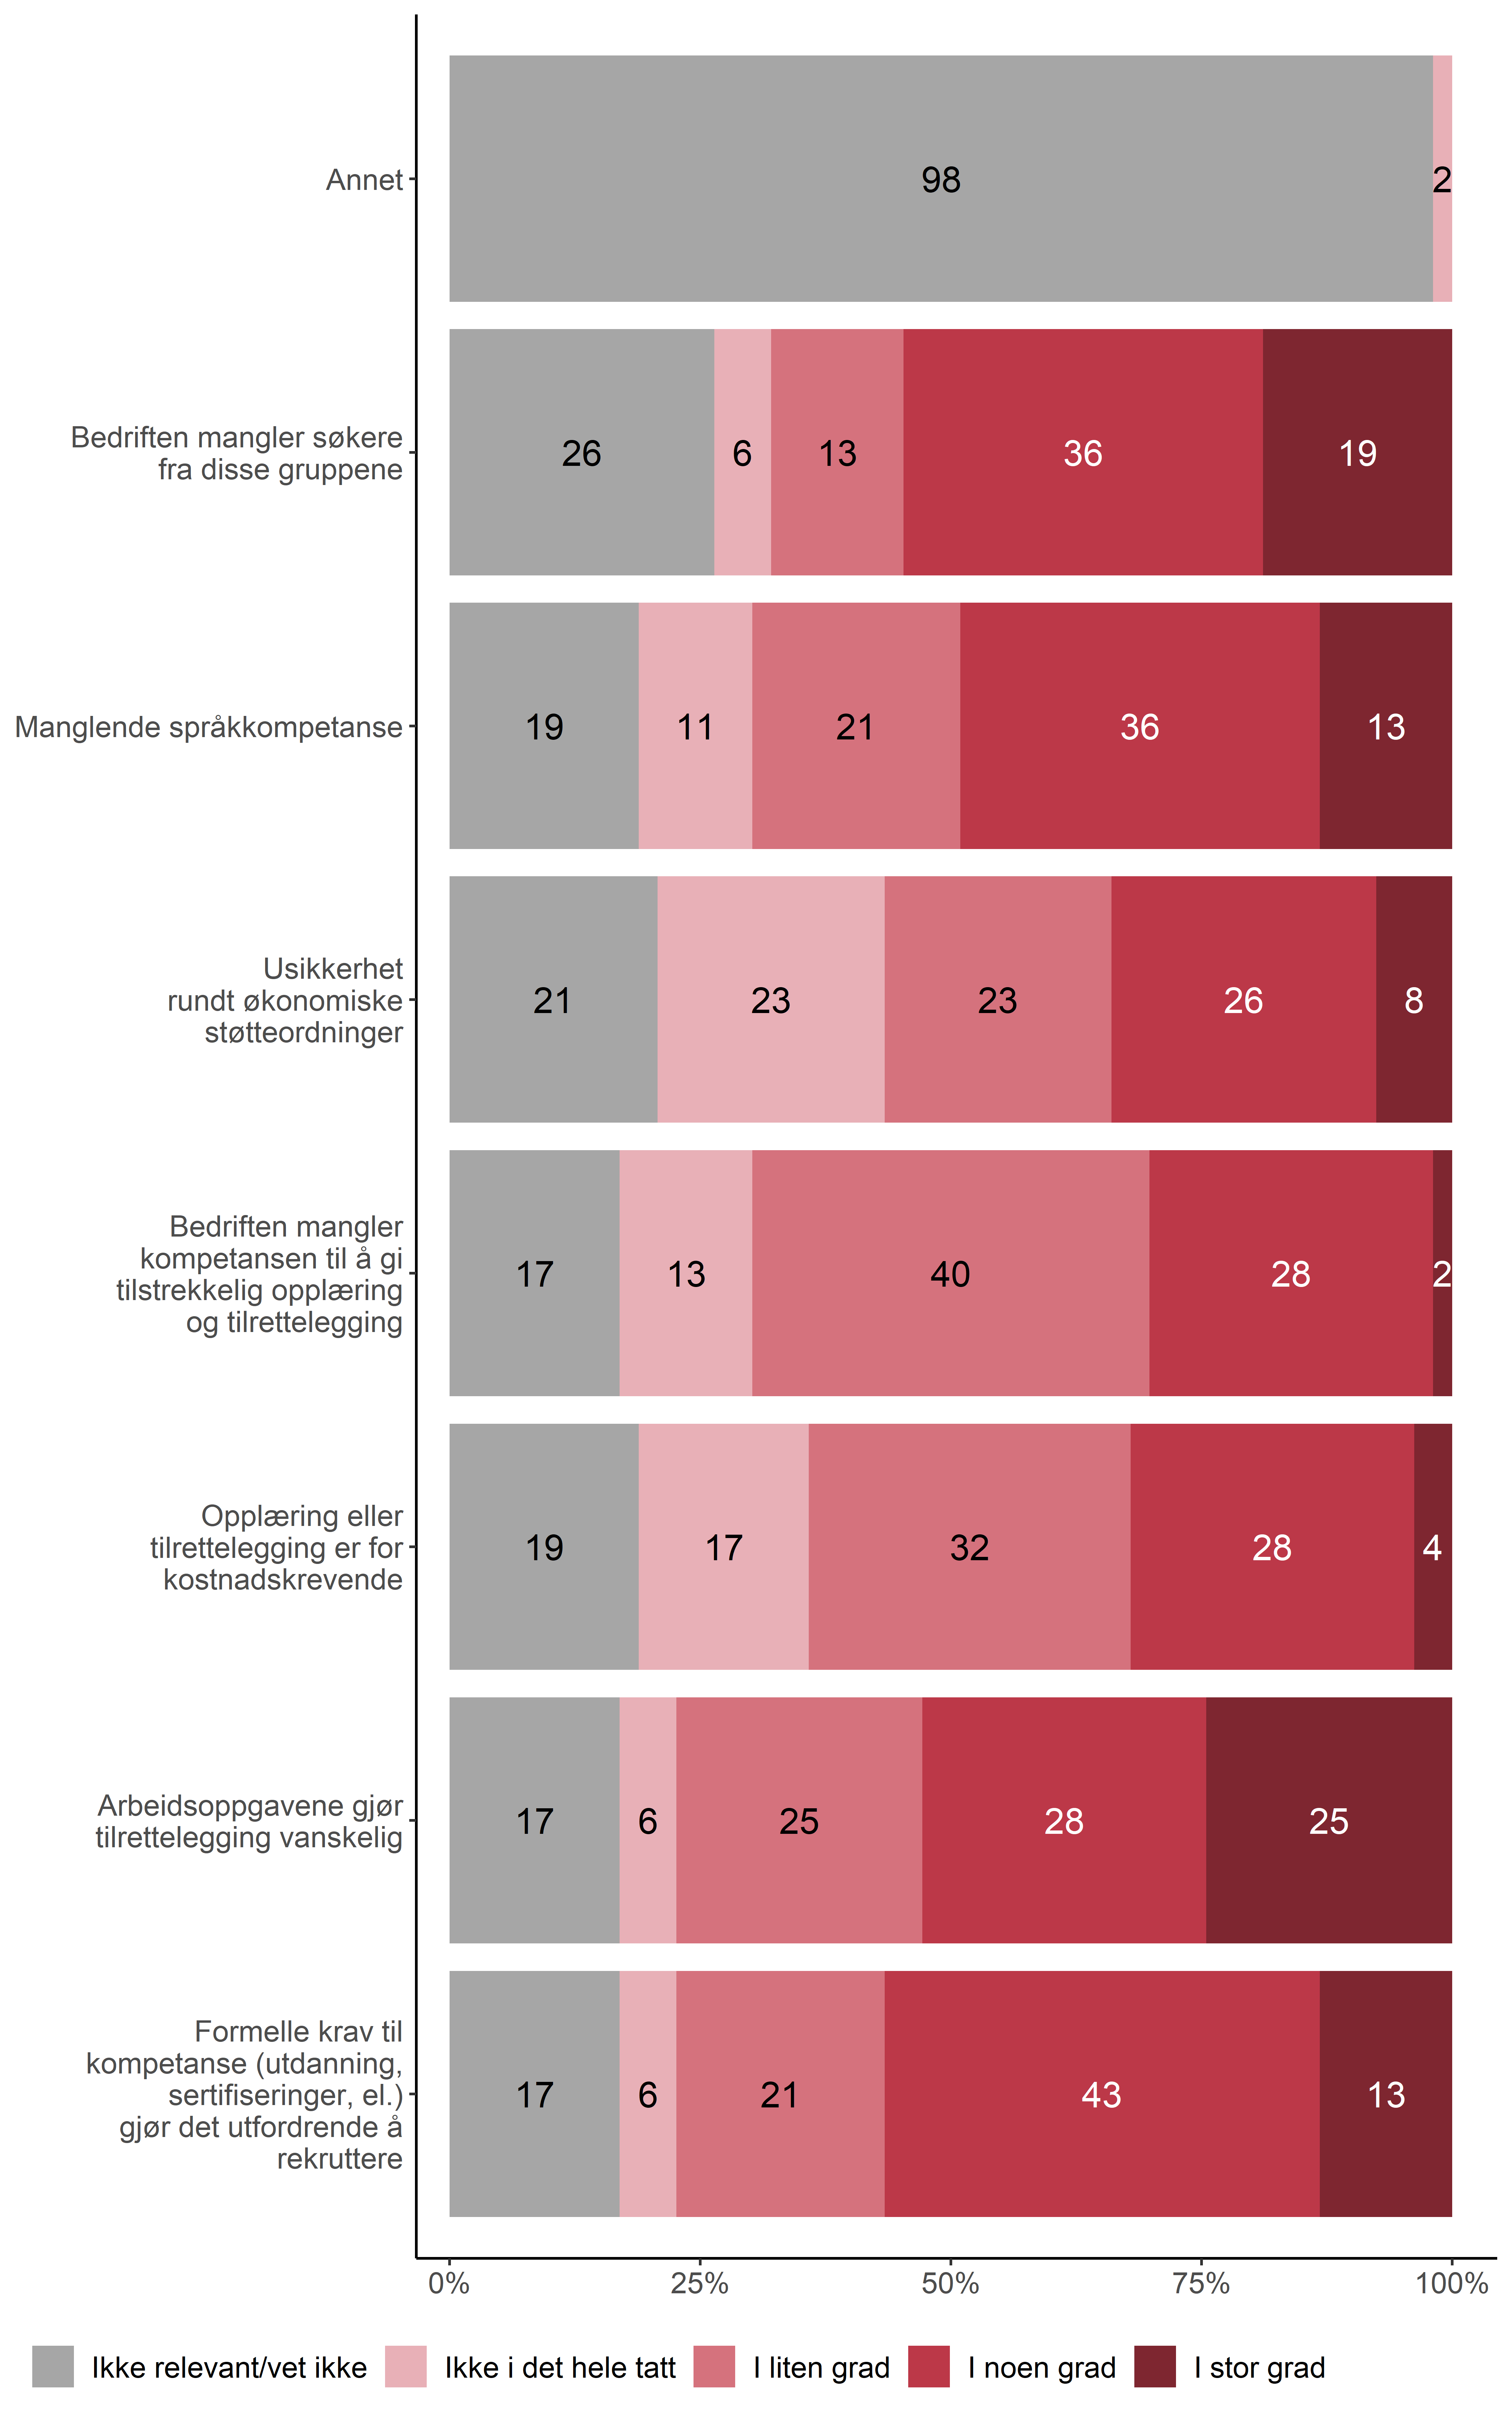 Annet
98 2
Bedriften mangler søkere
fra disse gruppene
26 6 13 36 19
Manglende språkkompetanse
19 11 21 36 13
Usikkerhet
rundt økonomiske
støtteordninger
21 23 23 26 8
Bedriften mangler
kompetansen til å gi
tilstrekkelig opplæring
og tilrettelegging
17 13 40 28 2
Opplæring eller
tilrettelegging er for
kostnadskrevende
19 17 32 28 4
Arbeidsoppgavene gjør
tilrettelegging vanskelig
17 6 25 28 25
Formelle krav til
kompetanse (utdanning,
sertifiseringer, el.)
gjør det utfordrende å
rekruttere
17 6 21 43 13
0% 25% 50% 75% 100%
Ikke relevant/vet ikke Ikke i det hele tatt I liten grad I noen grad I stor grad